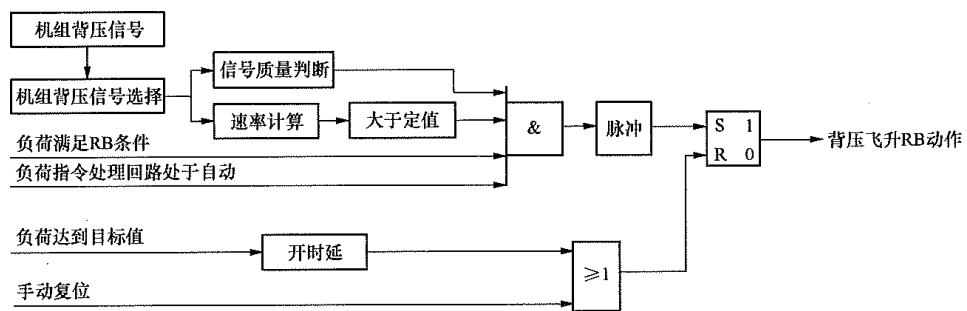 机组背压信号
机组背压信号选择
信号质量判断
速率计算
大于定值
负荷满足RB条件
负荷指令处理回路处于自动
&
脉冲
S 1
R 0
背压飞升RB动作
负荷达到目标值
开时延
手动复位
≥1